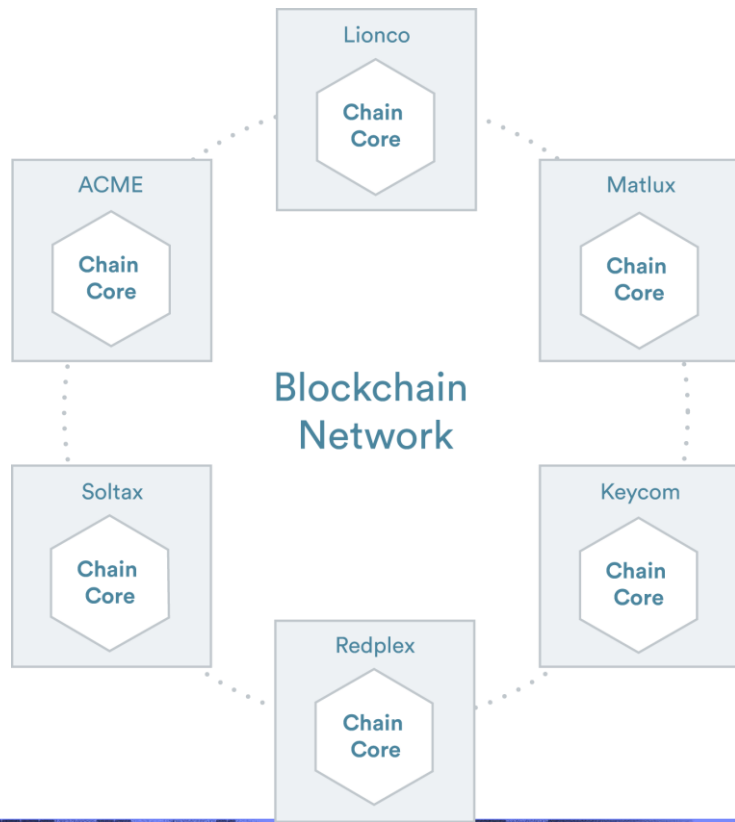 Lionco
Chain
Core
ACME
Chain
Core
Matlux
Chain
Core
Blockchain
Network
Soltax
Chain
Core
Keycom
Chain
Core
Redplex
Chain
Core